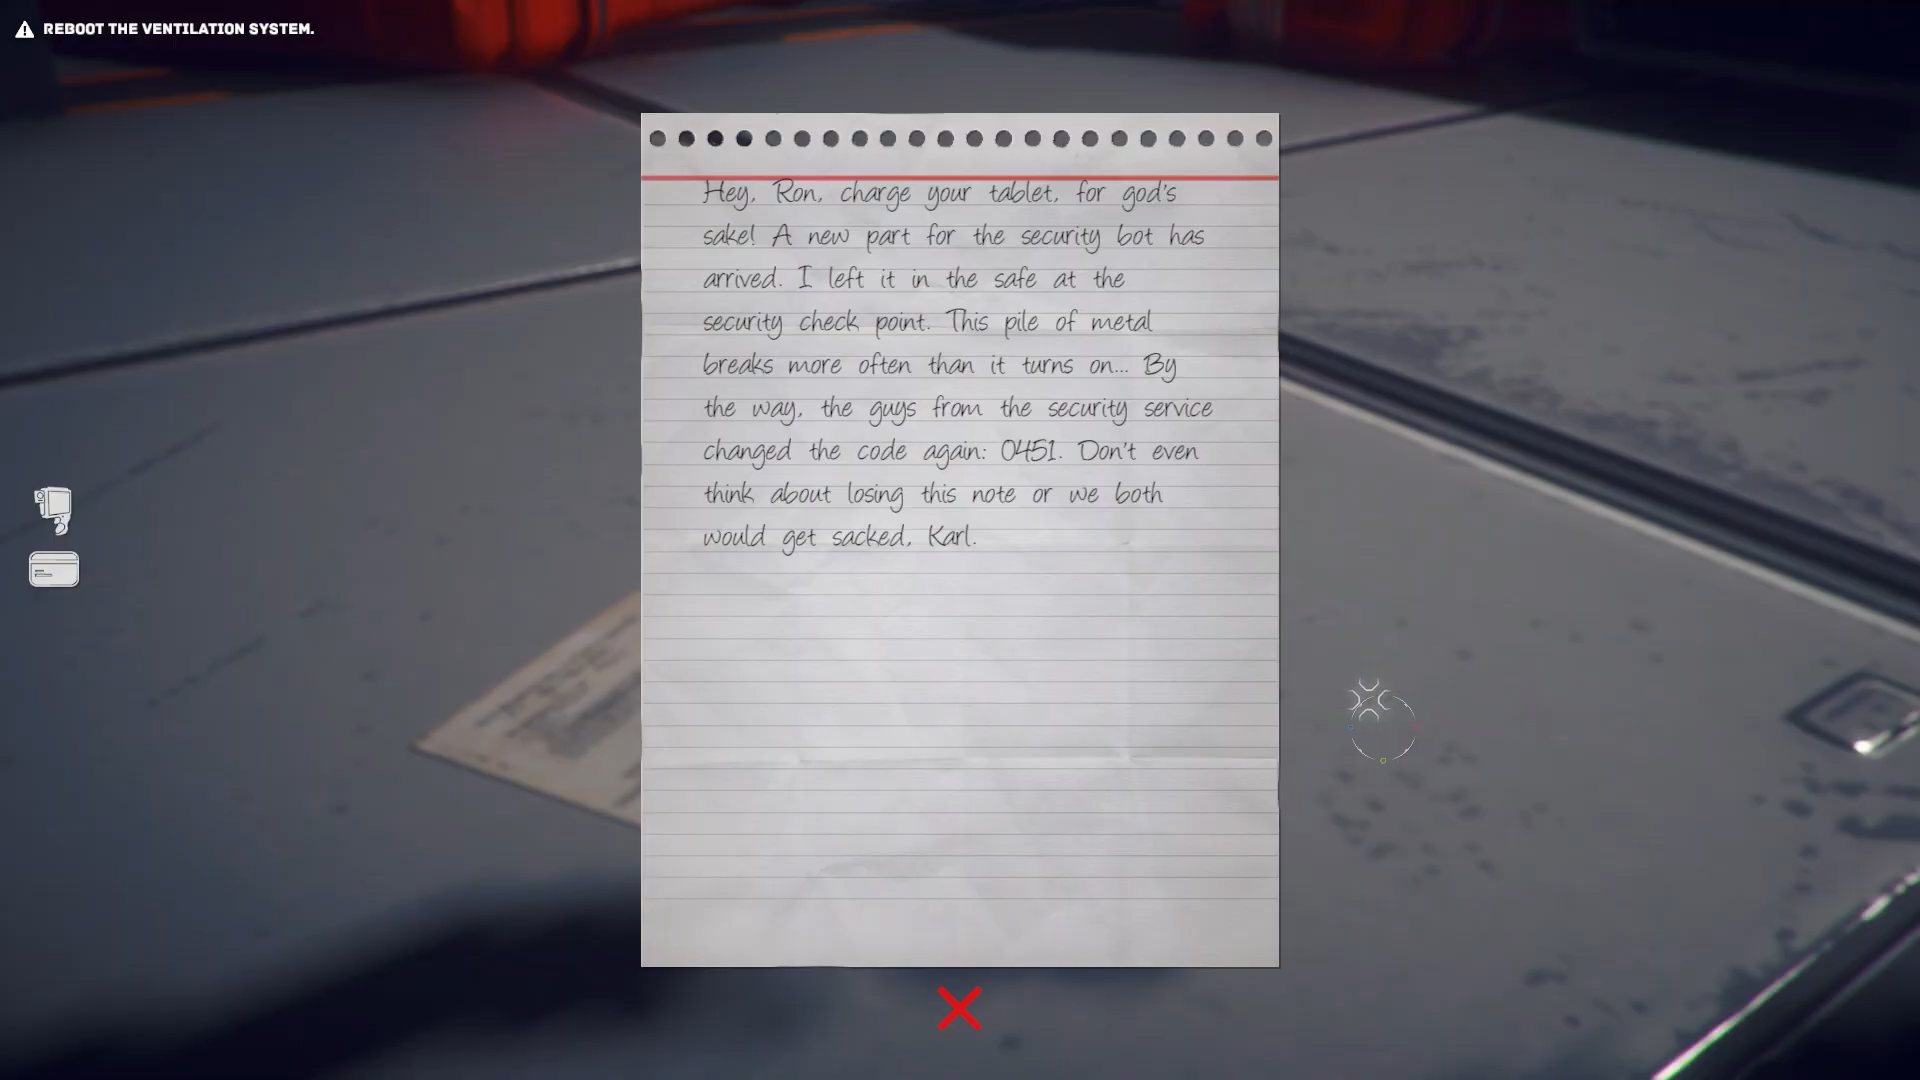 REBOOT THE VENTILATION SYSTEM.
Hey, Ron, charge your tablet, for god's
sake! A new part for the security bot has
arrived. I left it in the safe at the
security check point. This pile of metal
breaks more often than it turns on... By
the way, the guys from the security service
changed the code again: 0451. Don't even
think about losing this note or we both
would get sacked, Karl.